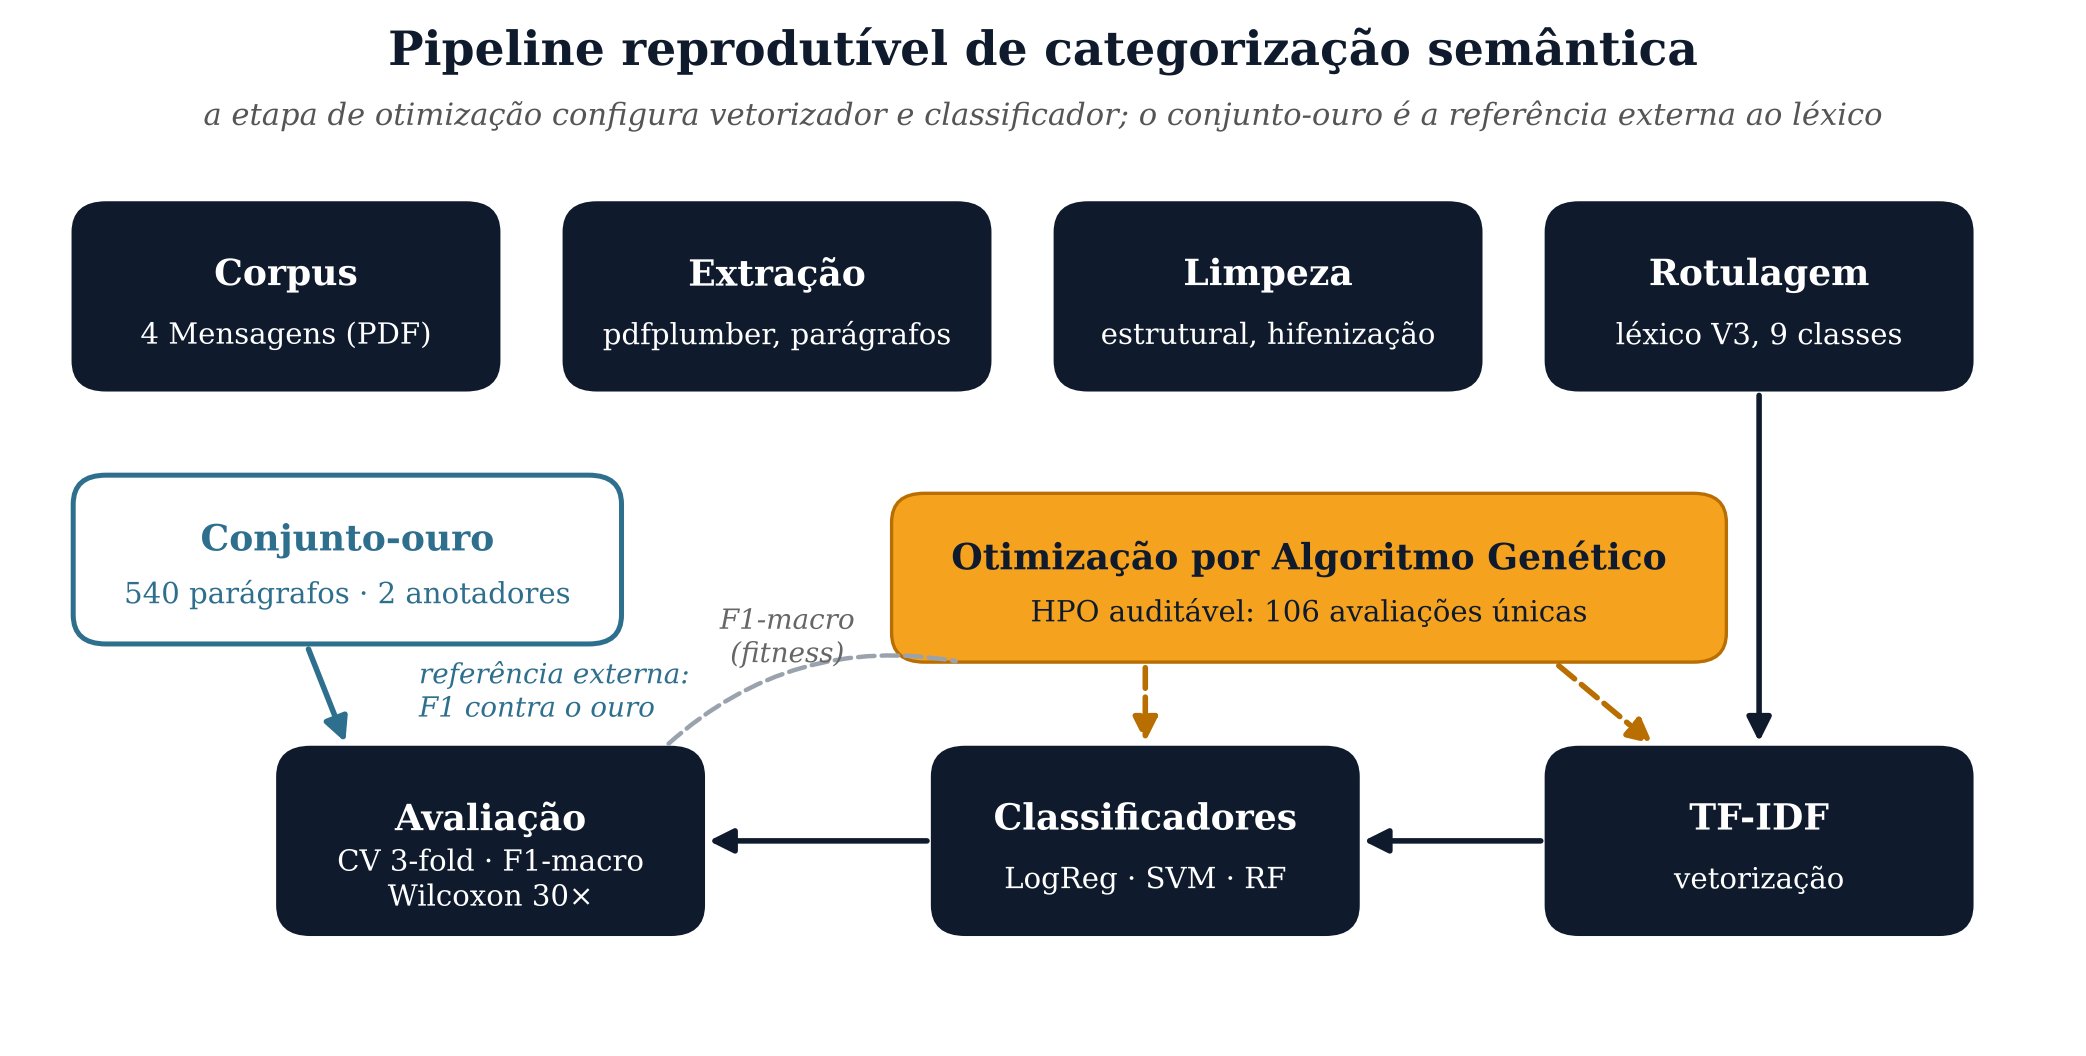 Pipeline reprodutível de categorização semântica
a etapa de otimização configura vetorizador e classificador; o conjunto-ouro é a referência externa ao léxico
Corpus
4 Mensagens (PDF)
Extração
pdfplumber, parágrafos
Limpeza
estrutural, hifenização
Rotulagem
léxico V3, 9 classes
Conjunto-ouro
540 parágrafos · 2 anotadores
Otimização por Algoritmo Genético
HPO auditável: 106 avaliações únicas
F1-macro
(fitness)
referência externa:
F1 contra o ouro
Avaliação
CV 3-fold · F1-macro
Wilcoxon 30×
Classificadores
LogReg · SVM · RF
TF-IDF
vetorização